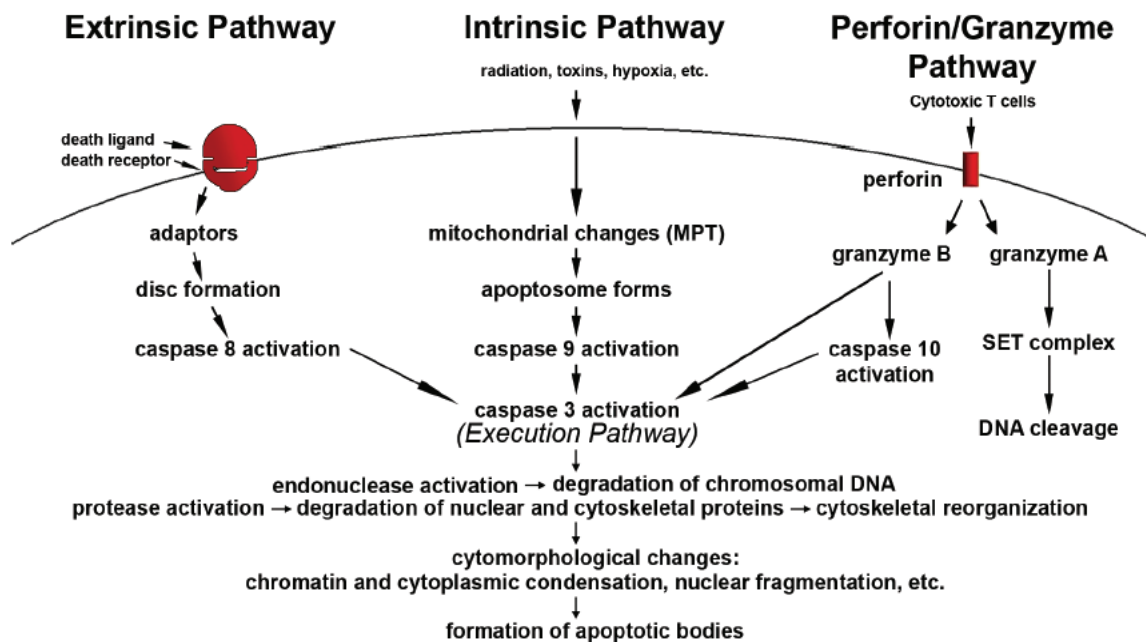 Extrinsic Pathway
Intrinsic Pathway
Perforin/Granzyme
Pathway
radiation, toxins, hypoxia, etc.
Cytotoxic T cells
death ligand
death receptor
perforin
adaptors
mitochondrial changes (MPT)
granzyme B
granzyme A
disc formation
apoptosome forms
caspase 8 activation
caspase 9 activation
caspase 10
activation
SET complex
caspase 3 activation
(Execution Pathway)
DNA cleavage
endonuclease activation → degradation of chromosomal DNA
protease activation → degradation of nuclear and cytoskeletal proteins → cytoskeletal reorganization
cytomorphological changes:
chromatin and cytoplasmic condensation, nuclear fragmentation, etc.
formation of apoptotic bodies